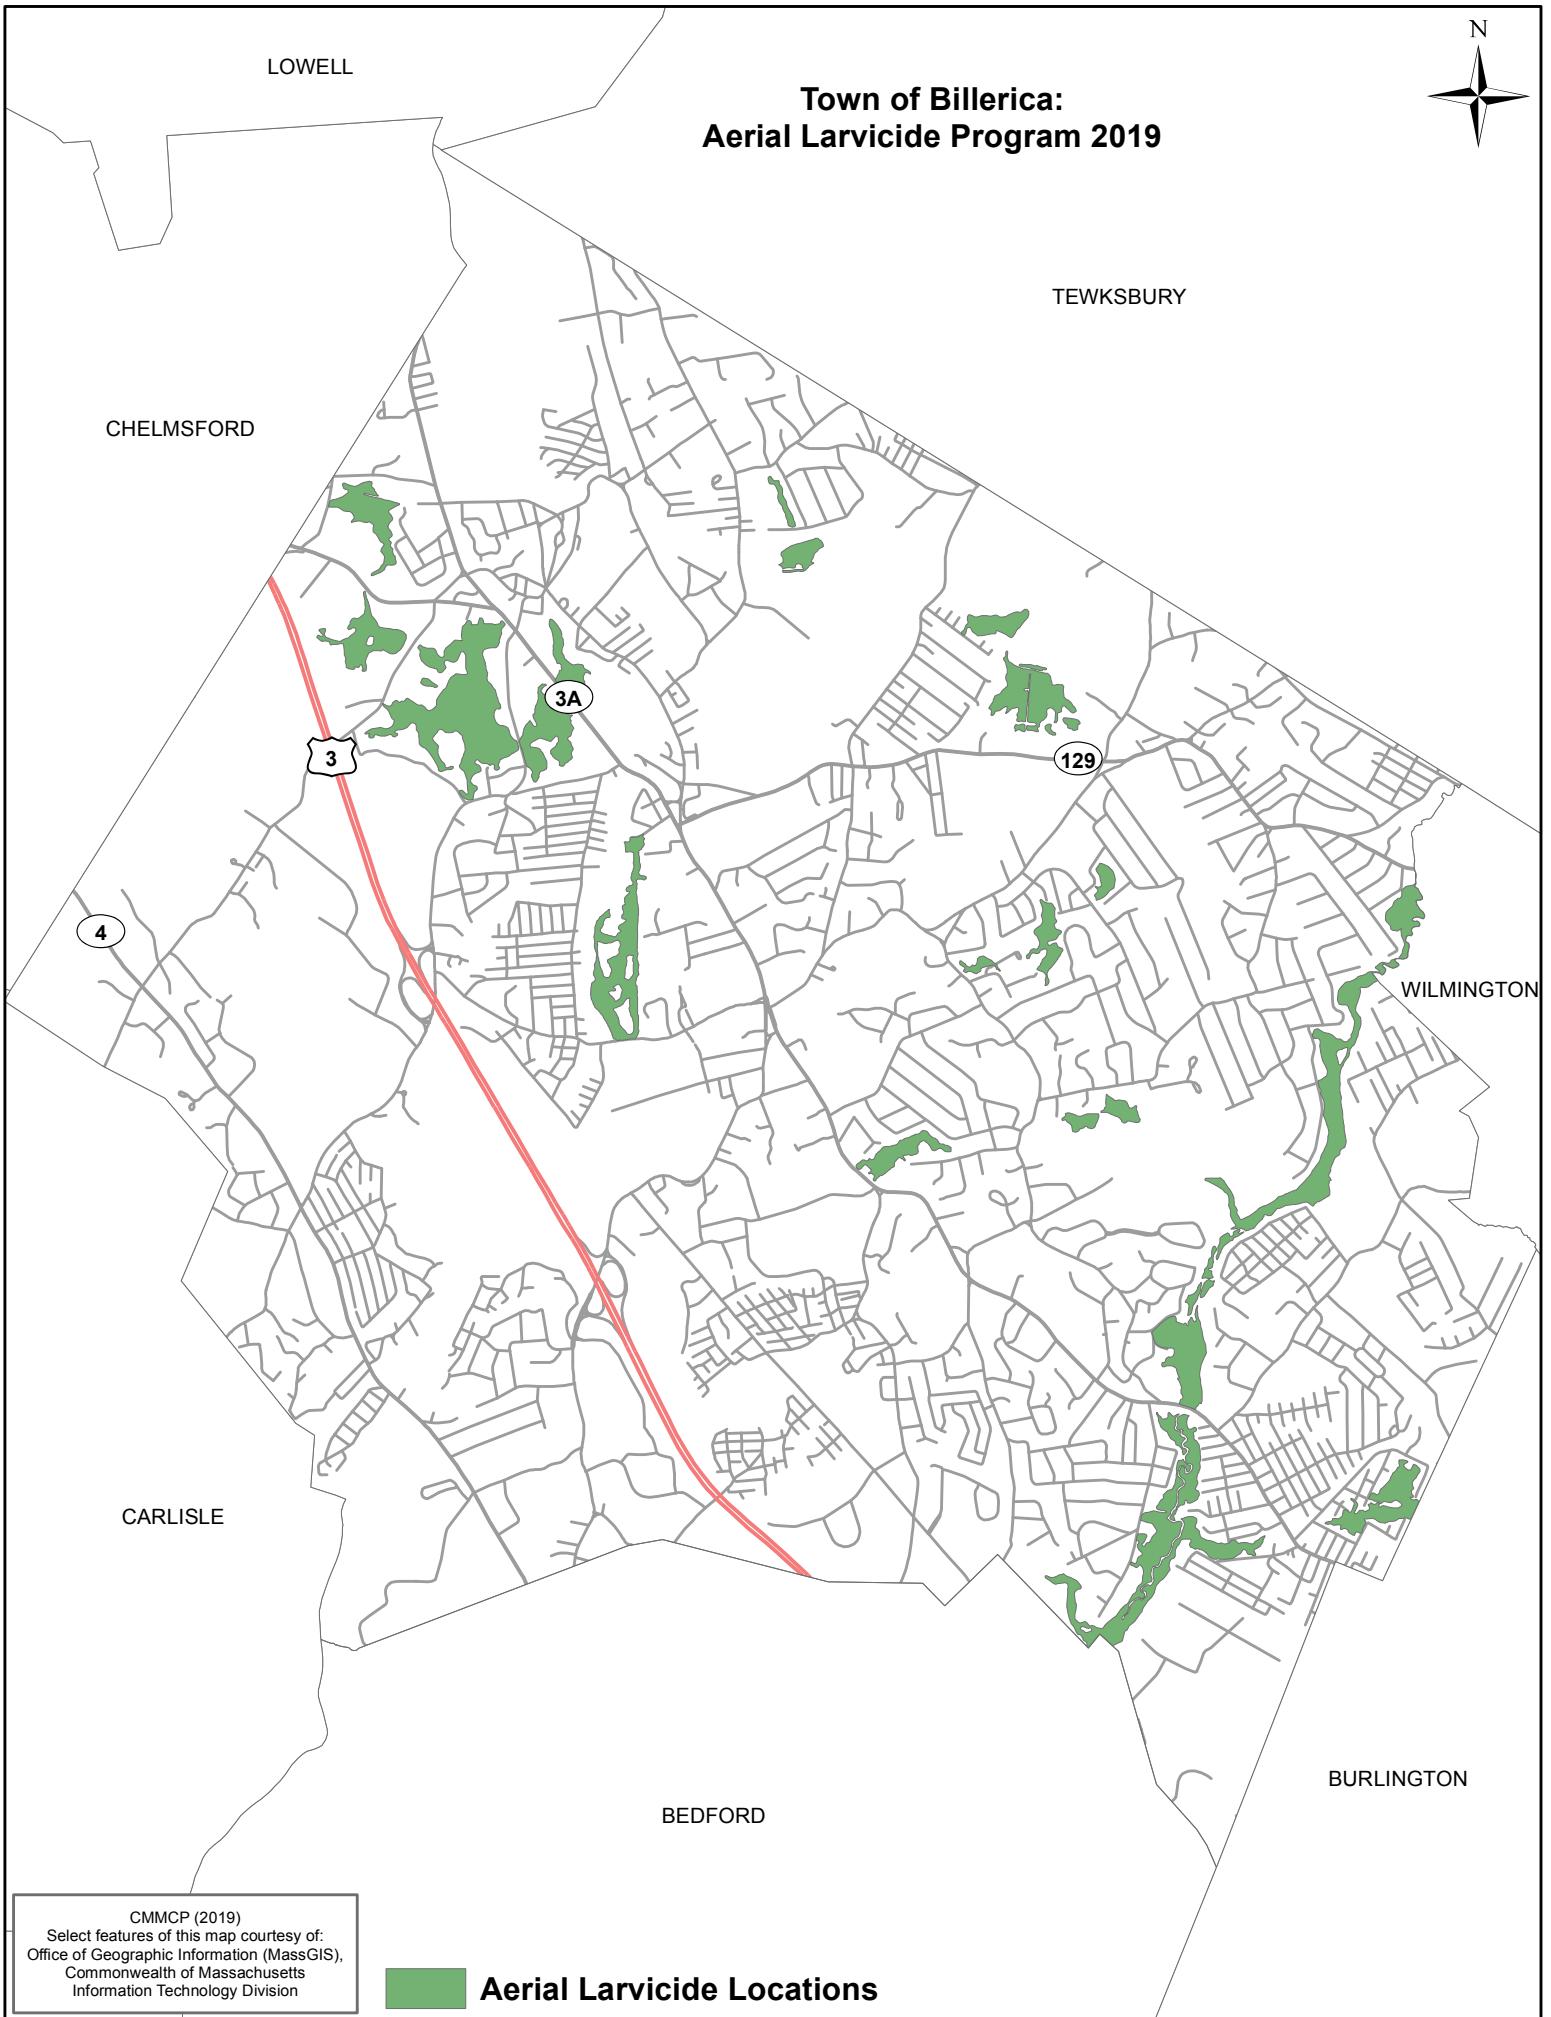 LOWELL
N
Town of Billerica:
Aerial Larvicide Program 2019
TEWKSBURY
CHELMSFORD
3A
3
129
4
WILMINGTON
CARLISLE
BURLINGTON
BEDFORD
CMMCP (2019)
Select features of this map courtesy of:
Office of Geographic Information (MassGIS),
Commonwealth of Massachusetts
Information Technology Division
Aerial Larvicide Locations